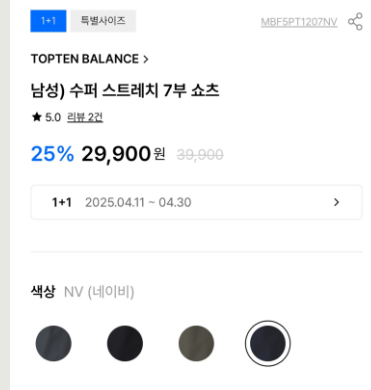 1+1 특별사이즈 MBF5PT1207NV
TOPTEN BALANCE >
남성) 수퍼 스트레치 7부 쇼츠
★ 5.0 리뷰 2건
25% 29,900원 39,900
1+1 2025.04.11 ~ 04.30 >
색상 NV (네이비)